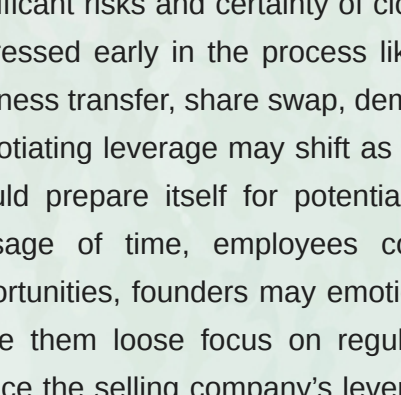 ificant risks and certainty of clo
ressed early in the process lik
ness transfer, share swap, den
otiating leverage may shift as
uld prepare itself for potentia
sage of time, employees co
ortunities, founders may emoti
e them loose focus on regul
ce the selling company's lever